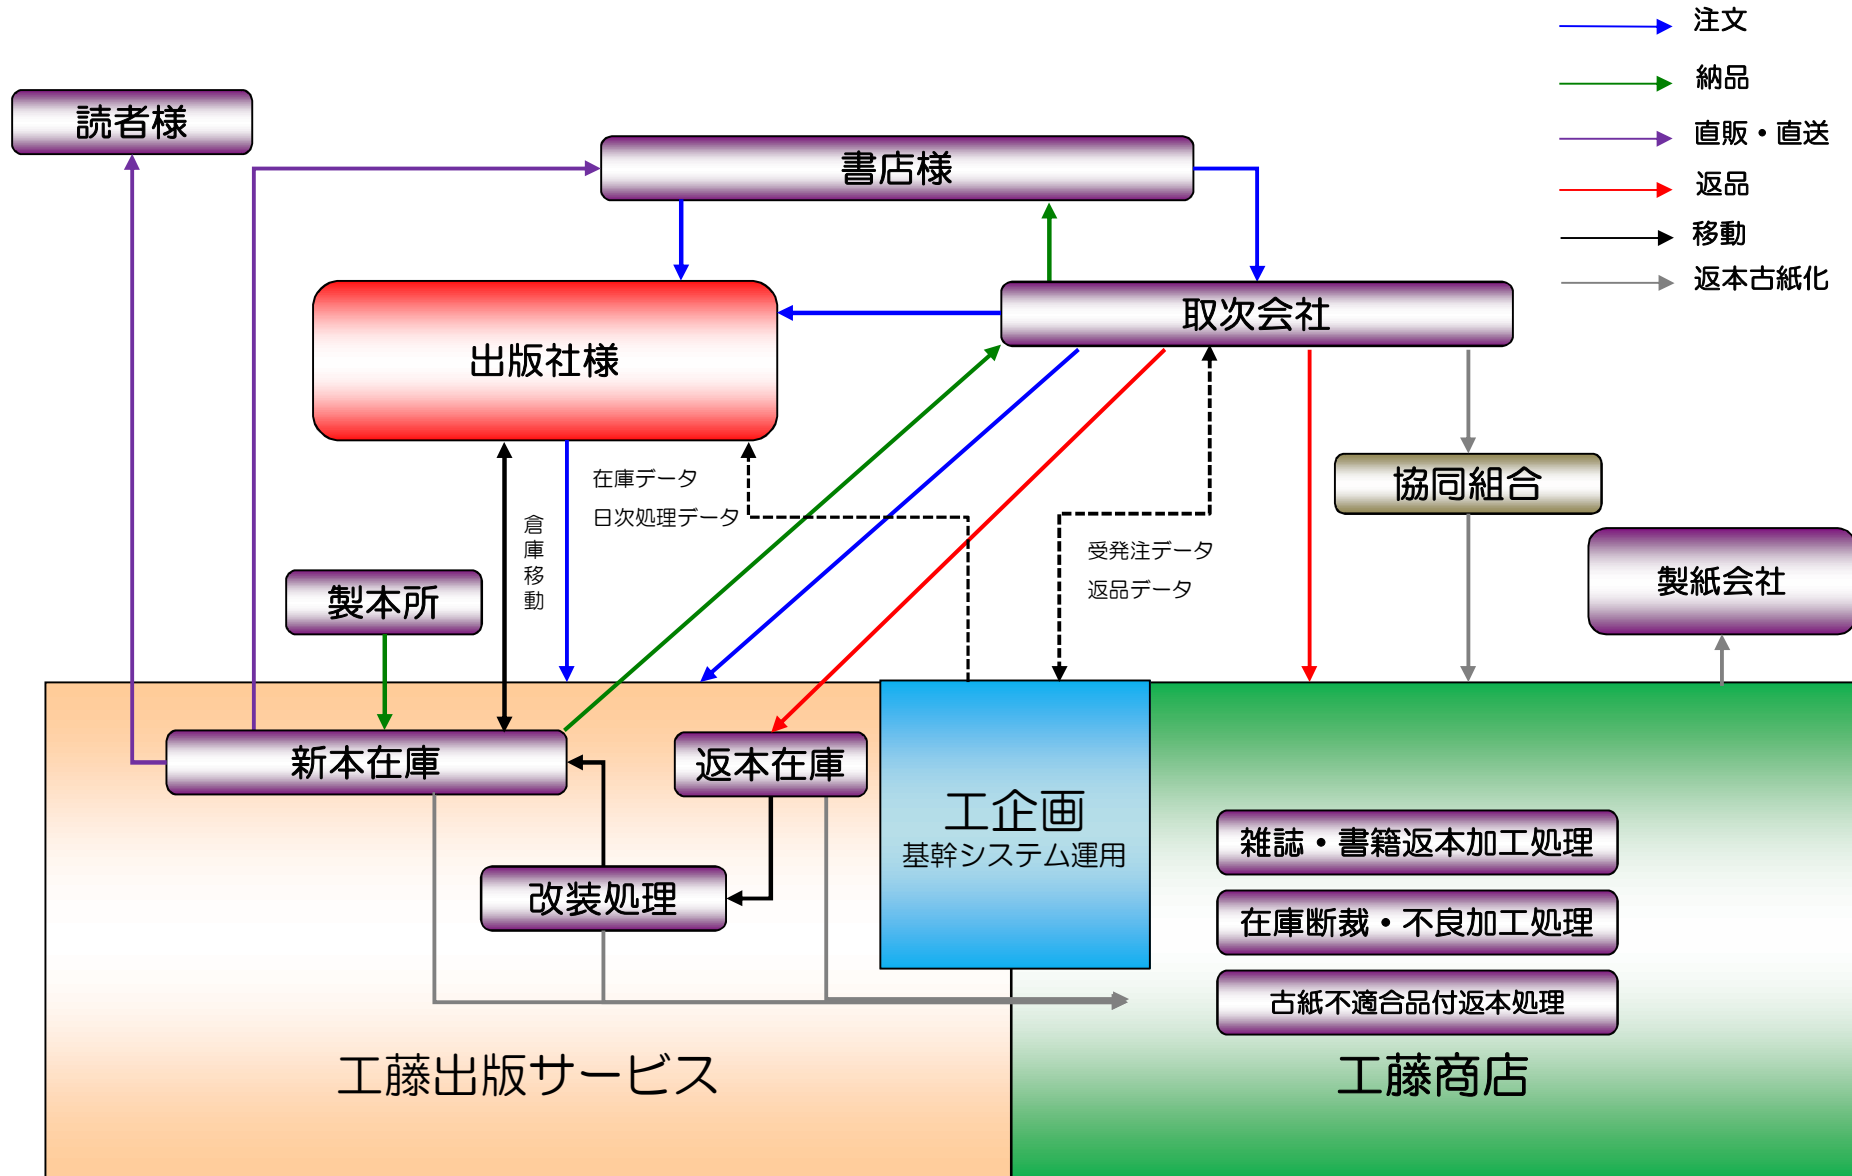 注文
納品
直販・直送
返品
移動
返本古紙化
読者様
書店様
取次会社
出版社様
在庫データ
日次処理データ
倉庫移動
受発注データ
返品データ
協同組合
製紙会社
製本所
新本在庫
返本在庫
改装処理
工企画
基幹システム運用
雑誌・書籍返本加工処理
在庫断裁・不良加工処理
古紙不適合品付返本処理
工藤出版サービス
工藤商店